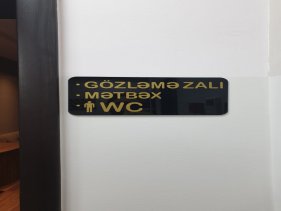 - GÖZLƏMƏ ZALI
- MƏTBƏX
- WC